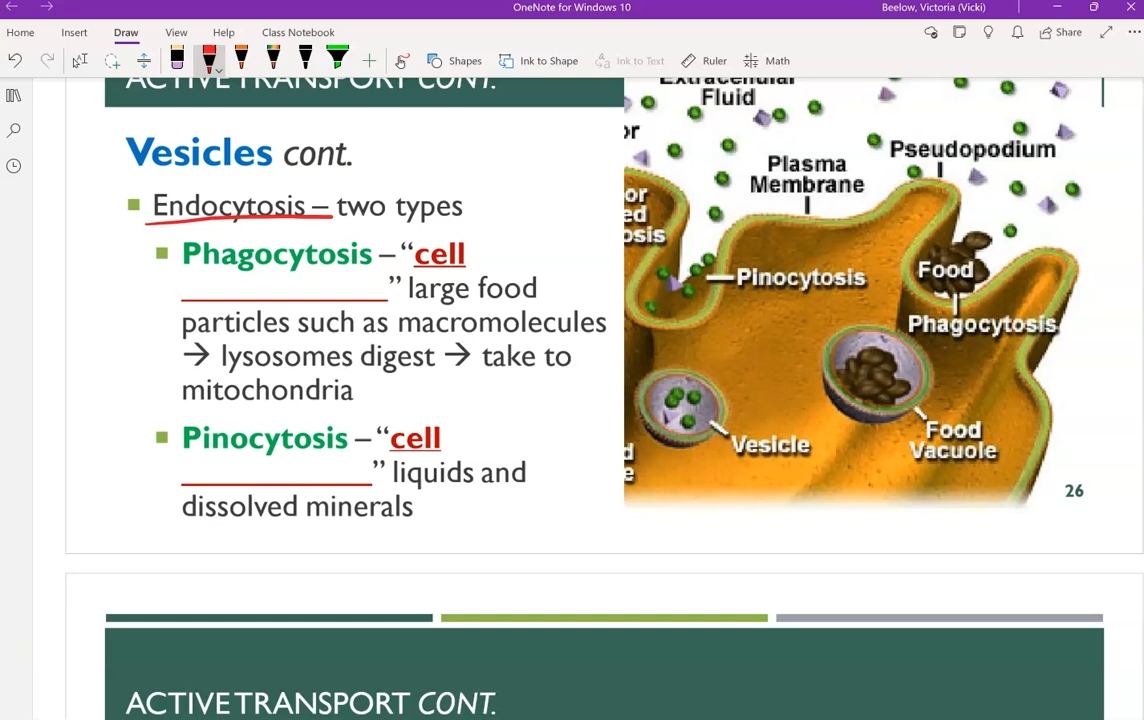 OneNote for Windows 10
Beelow, Victoria (Vicki)
Home Insert Draw View Help Class Notebook
Shapes Ink to Shape Ink to Text Ruler Math Share
ACTIVE TRANSPORT CONT.
Vesicles cont.
Endocytosis – two types
Phagocytosis – “cell
__________________” large food
particles such as macromolecules
→ lysosomes digest → take to
mitochondria
Pinocytosis – “cell
_________________” liquids and
dissolved minerals
Extracellular
Fluid
Plasma
Membrane
Pseudopodium
Pinocytosis
Food
Phagocytosis
Vesicle
Food
Vacuole
26
ACTIVE TRANSPORT CONT.